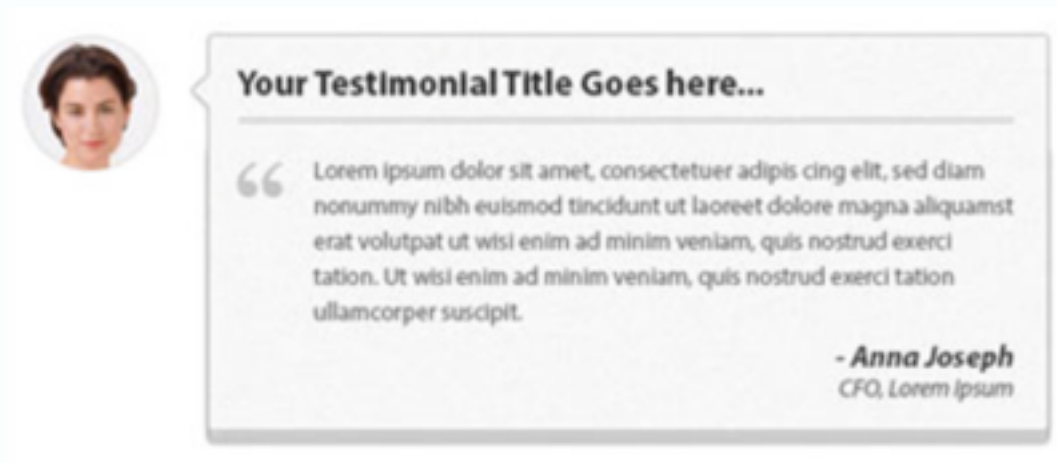 Your Testimonial Title Goes here...
“ Lorem ipsum dolor sit amet, consectetuer adipis cing elit, sed diam
nonummy nibh euismod tincidunt ut laoreet dolore magna aliquamst
erat volutpat ut wisi enim ad minim veniam, quis nostrud exerci
tation. Ut wisi enim ad minim veniam, quis nostrud exerci tation
ullamcorper suscipit.
- Anna Joseph
CFO, Lorem Ipsum